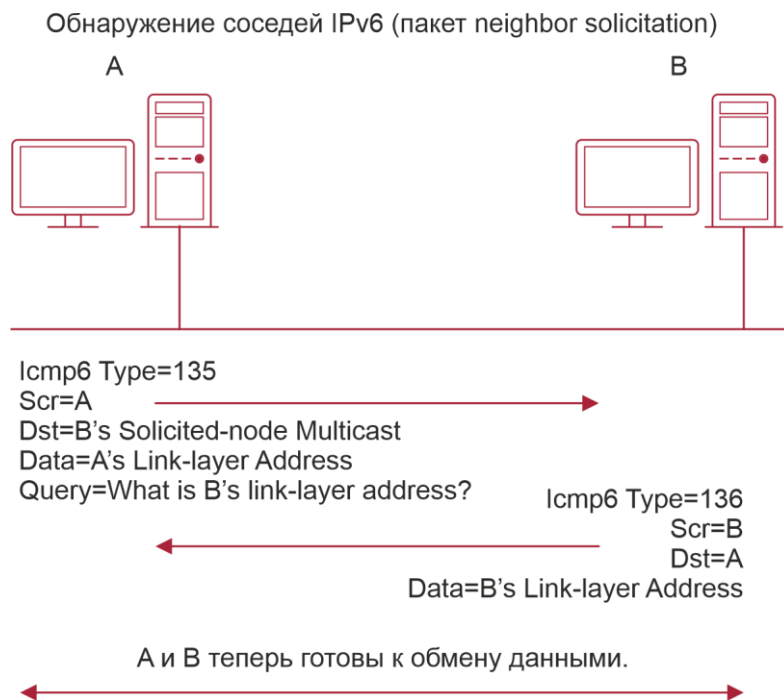 Обнаружение соседей IPv6 (пакет neighbor solicitation)
A
B
Icmp6 Type=135
Scr=A
Dst=B's Solicited-node Multicast
Data=A's Link-layer Address
Query=What is B's link-layer address?
Icmp6 Type=136
Scr=B
Dst=A
Data=B's Link-layer Address
А и В теперь готовы к обмену данными.